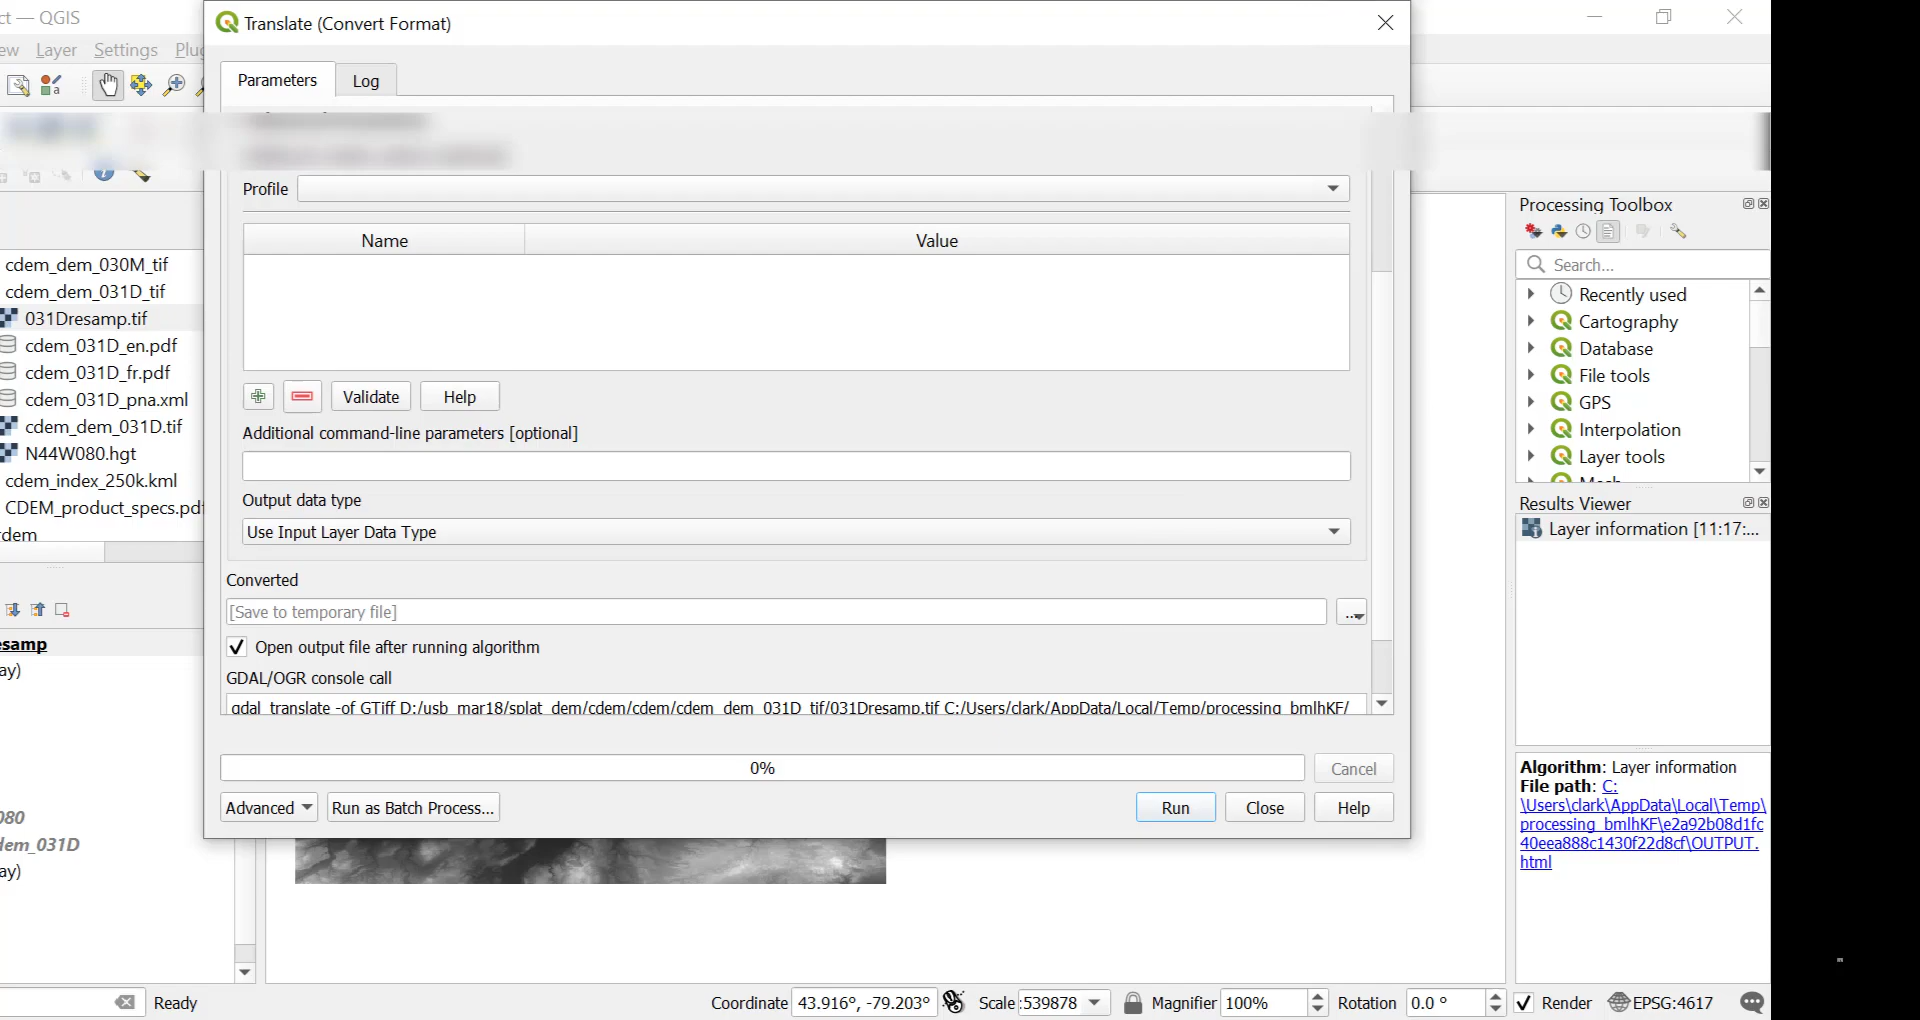 ct — QGIS
Translate (Convert Format)
ew Layer Settings Plug
Parameters Log
Profile
Name Value
Validate Help
Additional command-line parameters [optional]
Output data type
Use Input Layer Data Type
Converted
[Save to temporary file]
...
Open output file after running algorithm
GDAL/OGR console call
gdal_translate -of GTiff D:/usb_mar18/splat_dem/cdem/cdem/cdem_dem_031D_tif/031Dresamp.tif C:/Users/clark/AppData/Local/Temp/processing_bmlhKF/
0%
Cancel
Advanced Run as Batch Process... Run Close Help
cdem_dem_030M_tif
cdem_dem_031D_tif
031Dresamp.tif
cdem_031D_en.pdf
cdem_031D_fr.pdf
cdem_031D_pna.xml
cdem_dem_031D.tif
N44W080.hgt
cdem_index_250k.kml
CDEM_product_specs.pdf
rdem
esamp
ay)
080
dem_031D
ay)
Processing Toolbox
Search...
Recently used
Cartography
Database
File tools
GPS
Interpolation
Layer tools
Mesh
Results Viewer
Layer information [11:17:...
Algorithm: Layer information
File path: C:
\Users\clark\AppData\Local\Temp\
processing_bmlhKF\e2a92b08d1fc
40eea888c1430f22d8cf\OUTPUT.
html
Ready Coordinate 43.916°, -79.203° Scale :539878 Magnifier 100% Rotation 0.0 ° Render EPSG:4617